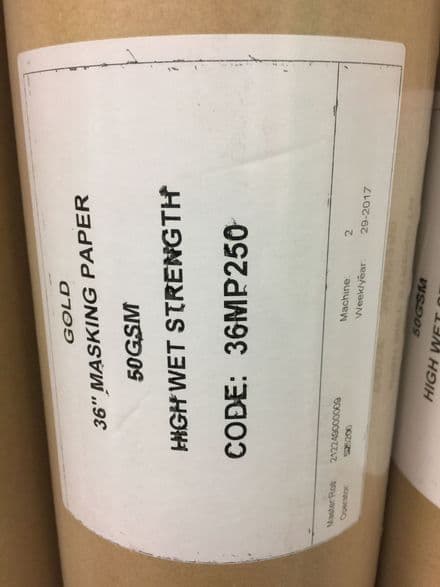 GOLD
36" MASKING PAPER
50GSM
HIGH WET STRENGTH
CODE: 36MP250
Master Roll: 212249000009
Machine: 2
Operator:
Week/year: 29-2017
50GSM
HIGH WET